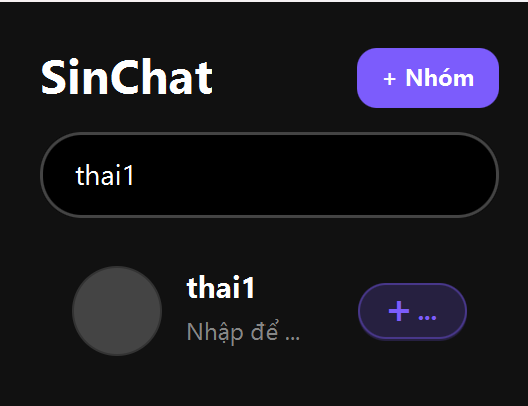 SinChat
+ Nhóm
thai1
thai1
Nhập để ...
+ ...